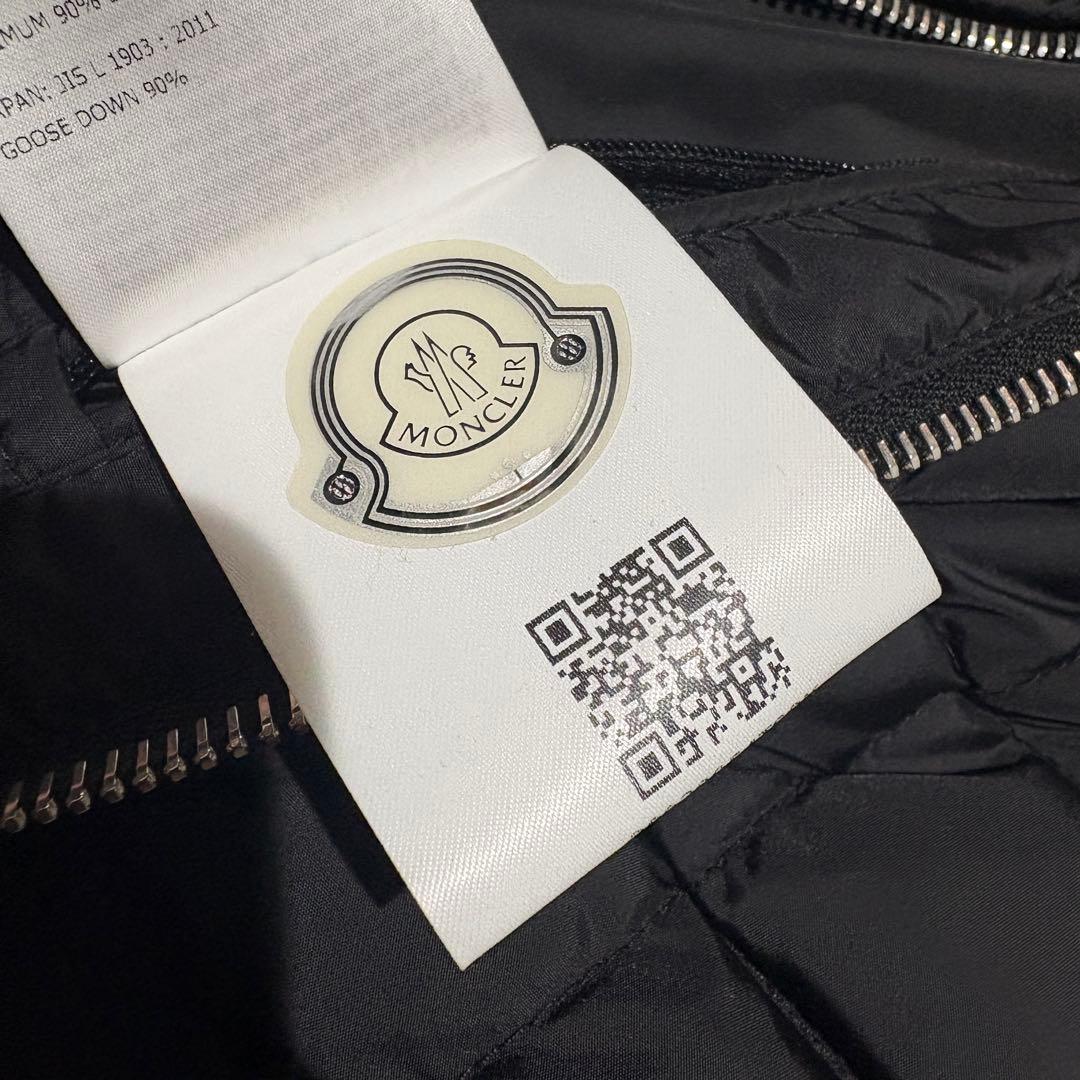 MUM 90%
APAN: JIS L 1903 : 2011
GOOSE DOWN 90%
MONCLER